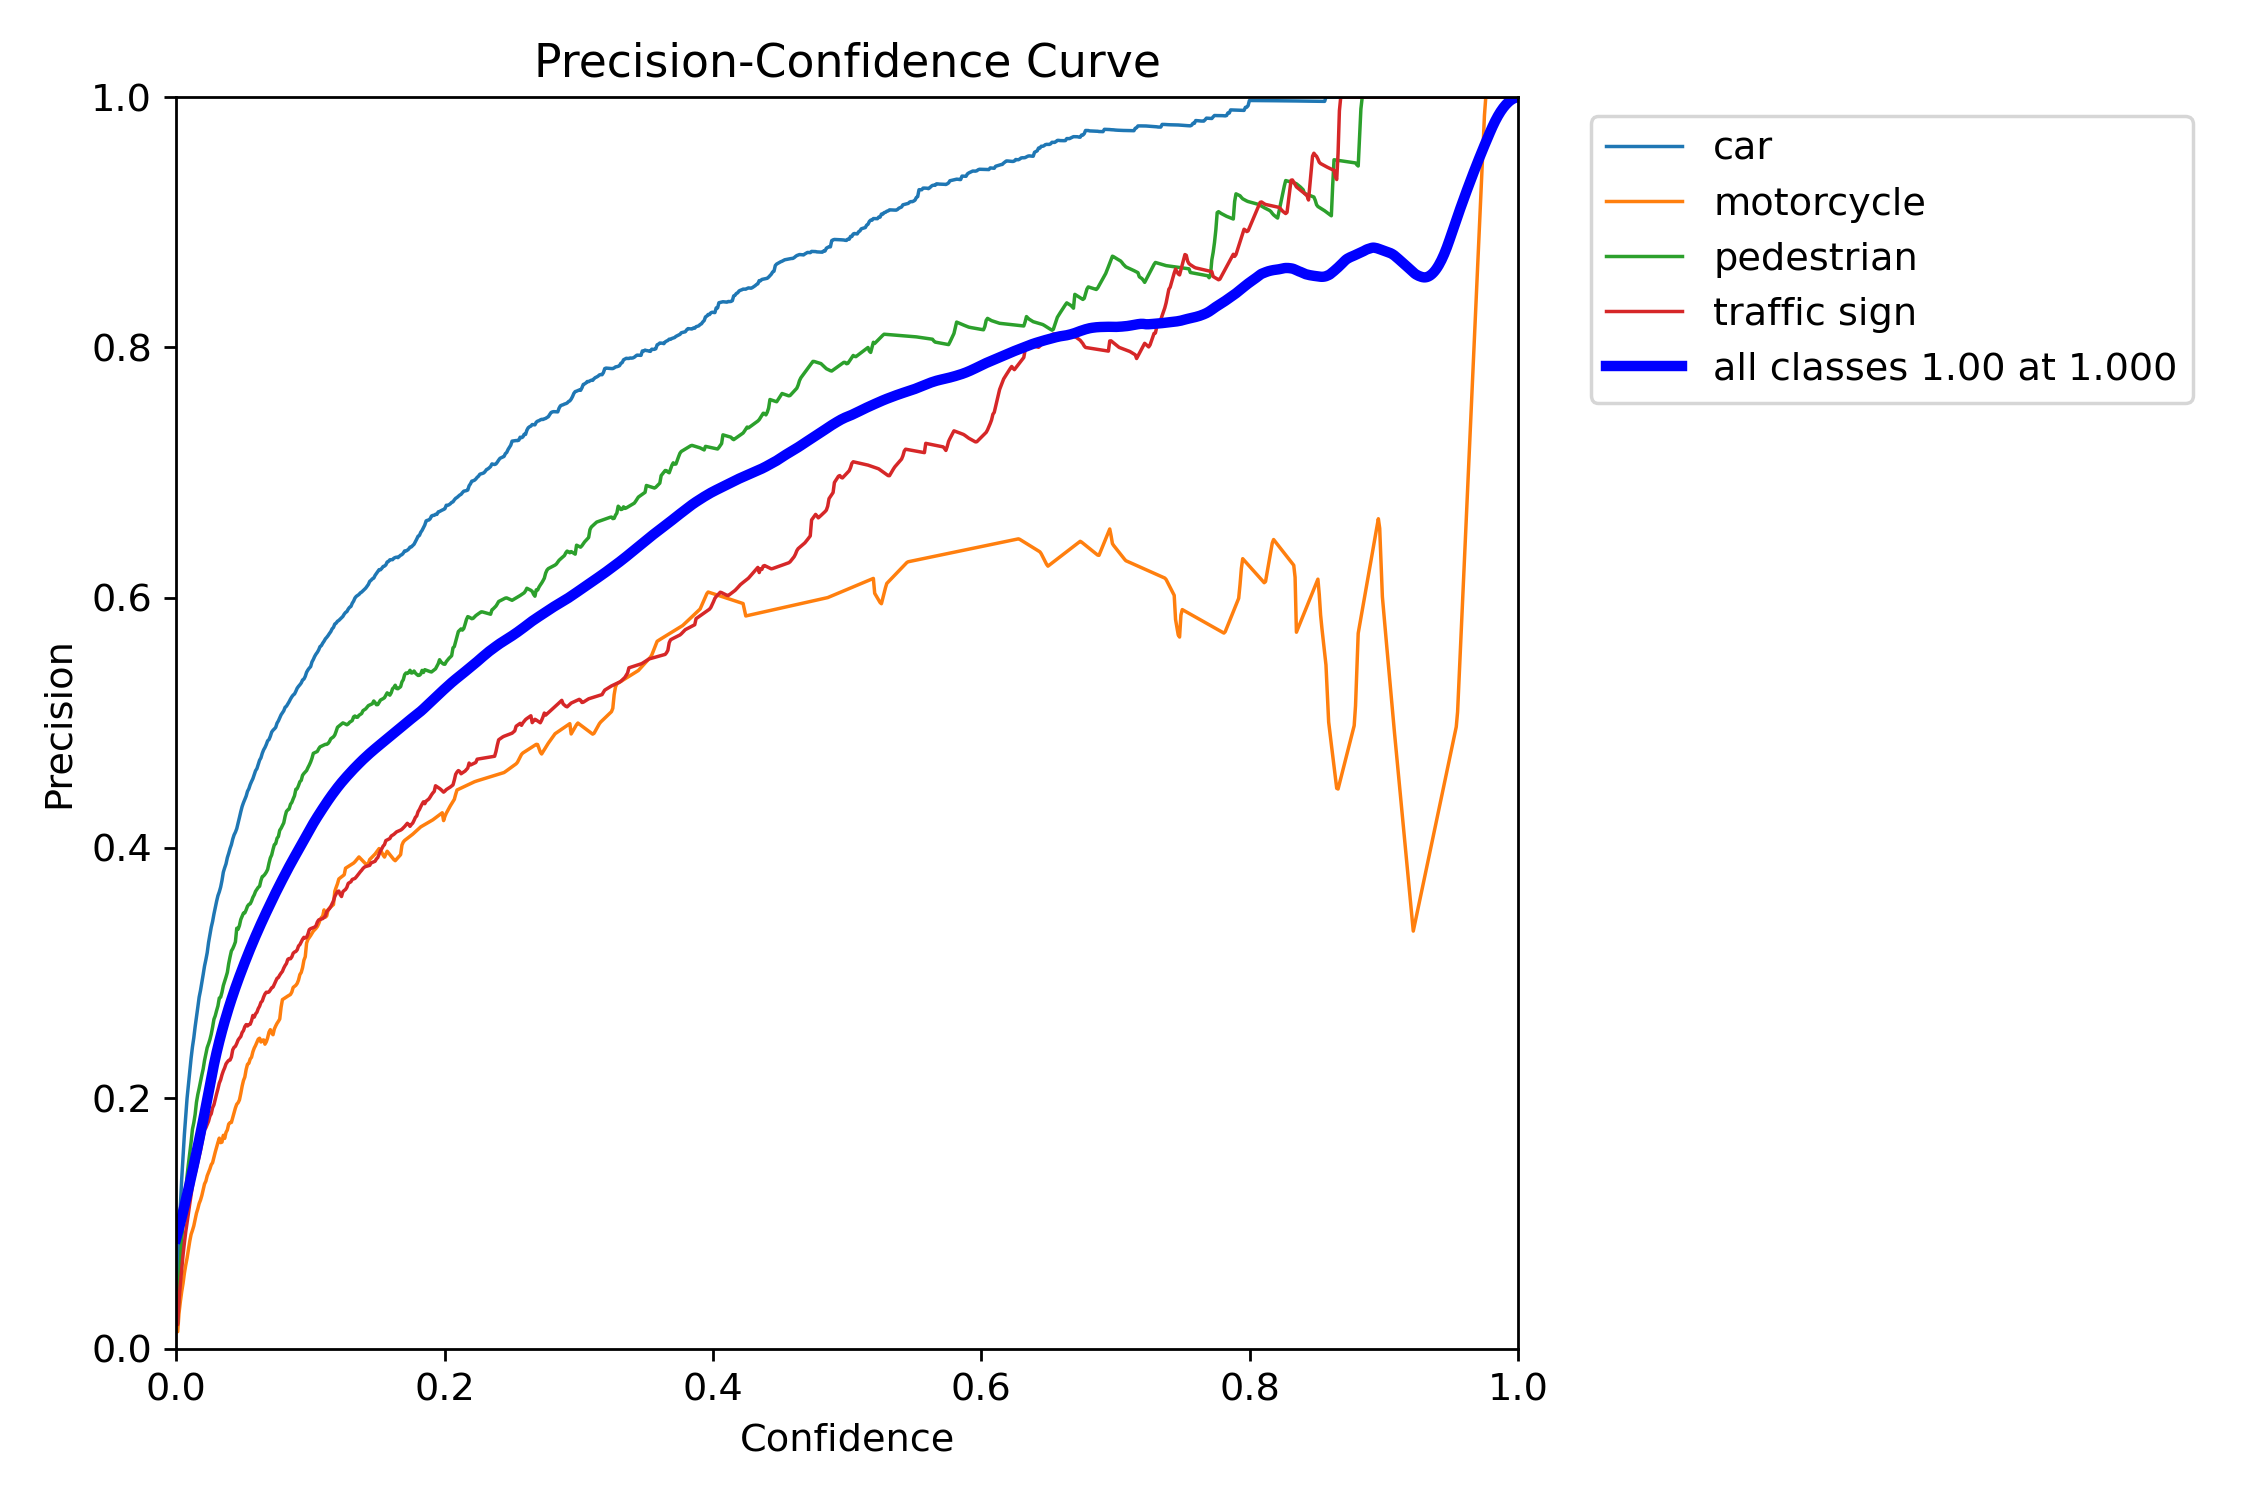 Precision-Confidence Curve
1.0
0.8
0.6
0.4
0.2
0.0
Precision
0.0 0.2 0.4 0.6 0.8 1.0
Confidence
car
motorcycle
pedestrian
traffic sign
all classes 1.00 at 1.000